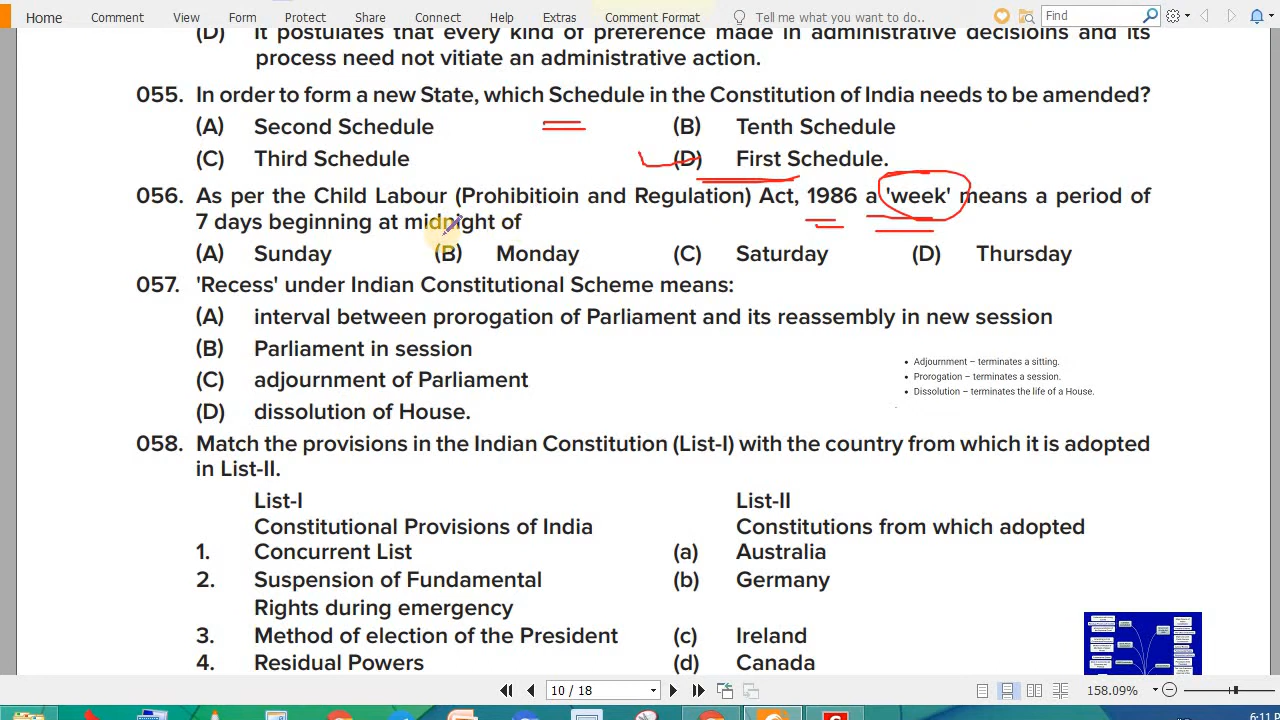 Home Comment View Form Protect Share Connect Help Extras Comment Format Tell me what you want to do.. Find
(D) It postulates that every kind of preference made in administrative decisioins and its
process need not vitiate an administrative action.
055. In order to form a new State, which Schedule in the Constitution of India needs to be amended?
(A) Second Schedule (B) Tenth Schedule
(C) Third Schedule (D) First Schedule.
056. As per the Child Labour (Prohibitioin and Regulation) Act, 1986 a 'week' means a period of
7 days beginning at midnight of
(A) Sunday (B) Monday (C) Saturday (D) Thursday
057. 'Recess' under Indian Constitutional Scheme means:
(A) interval between prorogation of Parliament and its reassembly in new session
(B) Parliament in session
• Adjournment – terminates a sitting.
• Prorogation – terminates a session.
(C) adjournment of Parliament
• Dissolution – terminates the life of a House.
(D) dissolution of House.
058. Match the provisions in the Indian Constitution (List-I) with the country from which it is adopted
in List-II.
List-I List-II
Constitutional Provisions of India Constitutions from which adopted
1. Concurrent List (a) Australia
2. Suspension of Fundamental (b) Germany
Rights during emergency
3. Method of election of the President (c) Ireland
4. Residual Powers (d) Canada
10 / 18 158.09%
6:11 P